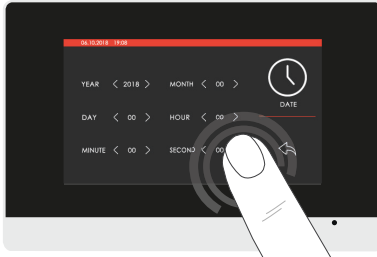 06.10.2018 19:08
YEAR < 2018 > MONTH < 00 >
DATE
DAY < 00 > HOUR < 00 >
MINUTE < 00 > SECOND < 00